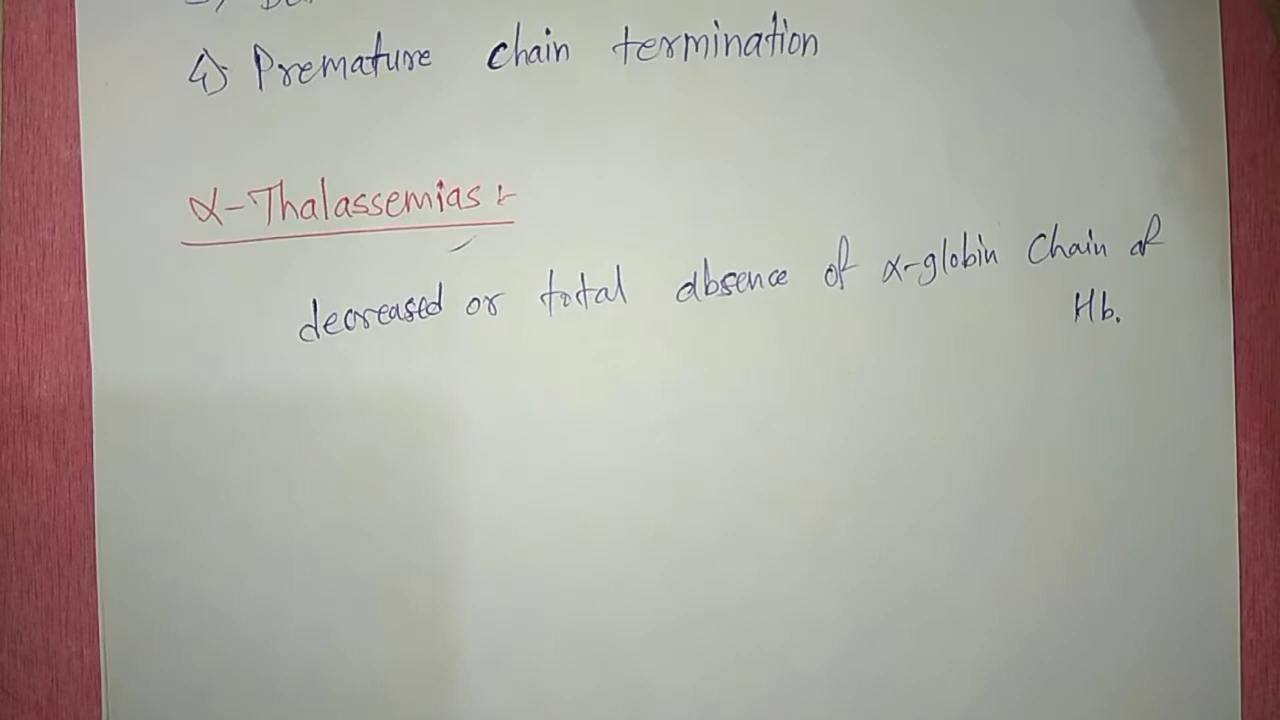 4) Premature chain termination
α-Thalassemias :-
decreased or total absence of α-globin Chain of
Hb.